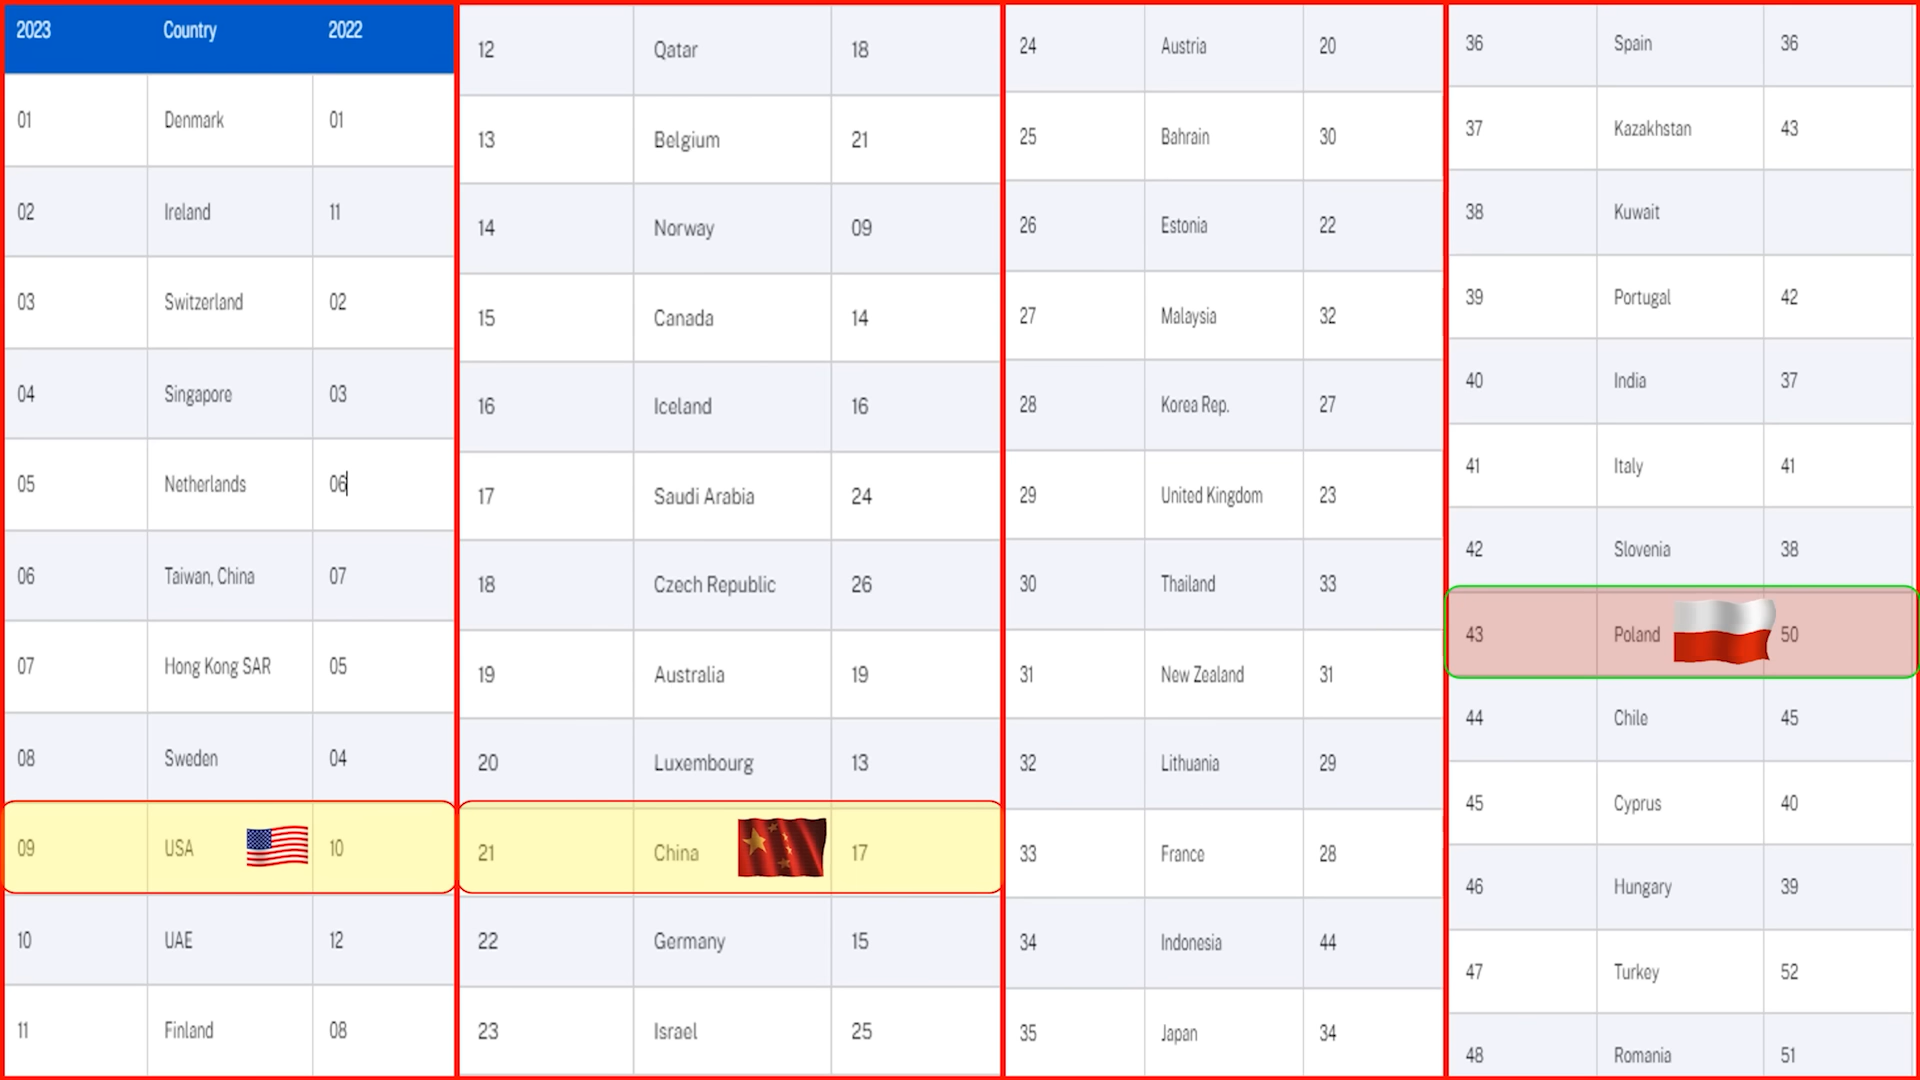 2023 Country 2022
01 Denmark 01
02 Ireland 11
03 Switzerland 02
04 Singapore 03
05 Netherlands 06
06 Taiwan, China 07
07 Hong Kong SAR 05
08 Sweden 04
09 USA 10
10 UAE 12
11 Finland 08
12 Qatar 18
13 Belgium 21
14 Norway 09
15 Canada 14
16 Iceland 16
17 Saudi Arabia 24
18 Czech Republic 26
19 Australia 19
20 Luxembourg 13
21 China 17
22 Germany 15
23 Israel 25
24 Austria 20
25 Bahrain 30
26 Estonia 22
27 Malaysia 32
28 Korea Rep. 27
29 United Kingdom 23
30 Thailand 33
31 New Zealand 31
32 Lithuania 29
33 France 28
34 Indonesia 44
35 Japan 34
36 Spain 36
37 Kazakhstan 43
38 Kuwait
39 Portugal 42
40 India 37
41 Italy 41
42 Slovenia 38
43 Poland 50
44 Chile 45
45 Cyprus 40
46 Hungary 39
47 Turkey 52
48 Romania 51